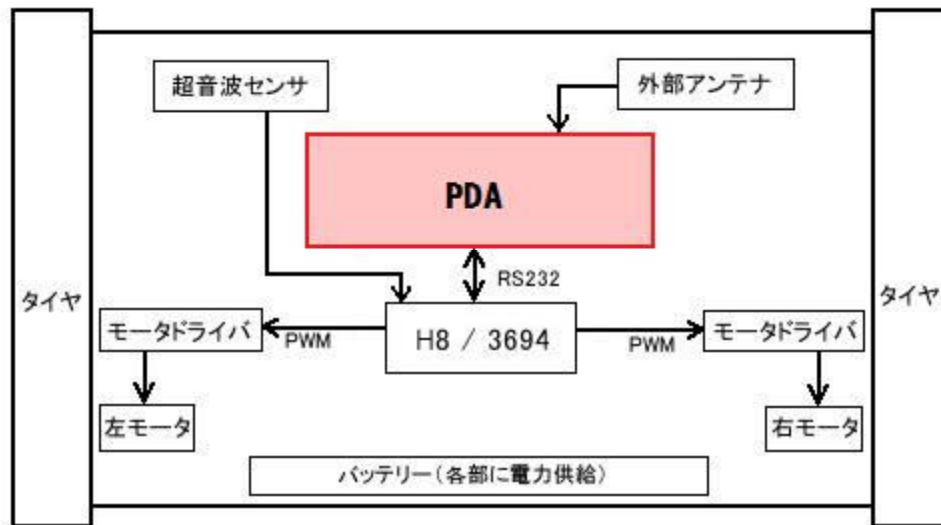 超音波センサ
外部アンテナ
PDA
RS232
タイヤ
タイヤ
モータドライバ
PWM
H8 / 3694
PWM
モータドライバ
左モータ
右モータ
バッテリー(各部に電力供給)